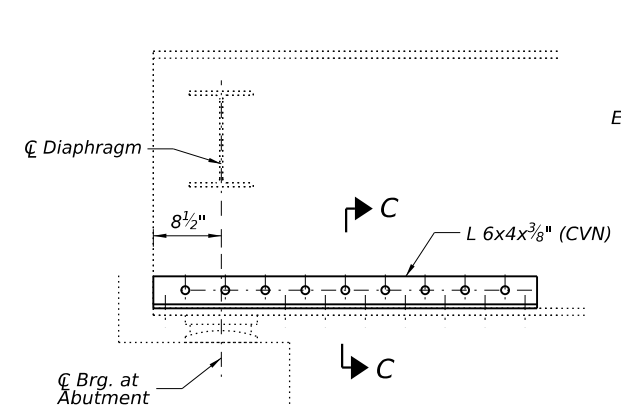 E
℄ Diaphragm
8½"
C
L 6x4x⅜" (CVN)
C
℄ Brg. at
Abutment